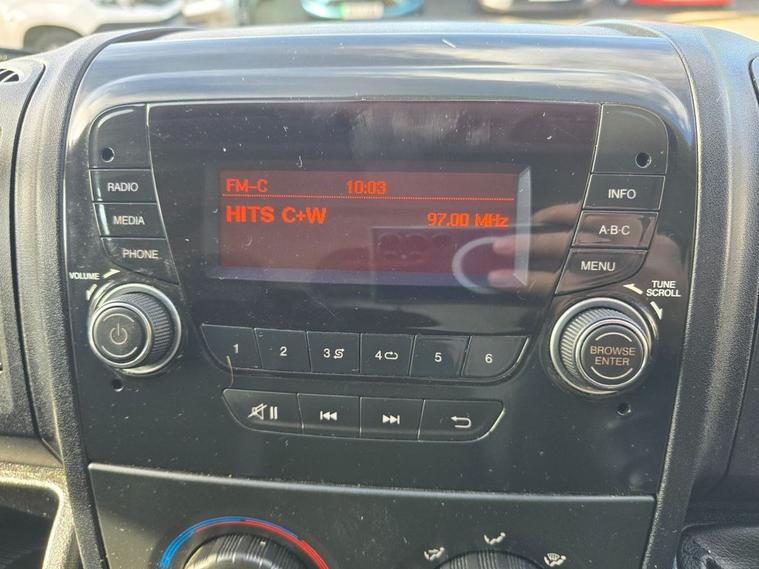 FM-C 10:03
HITS C+W 97.00 MHz
RADIO
MEDIA
PHONE
VOLUME
INFO
A·B·C
MENU
TUNE
SCROLL
1 2 3 4 5 6
BROWSE
ENTER